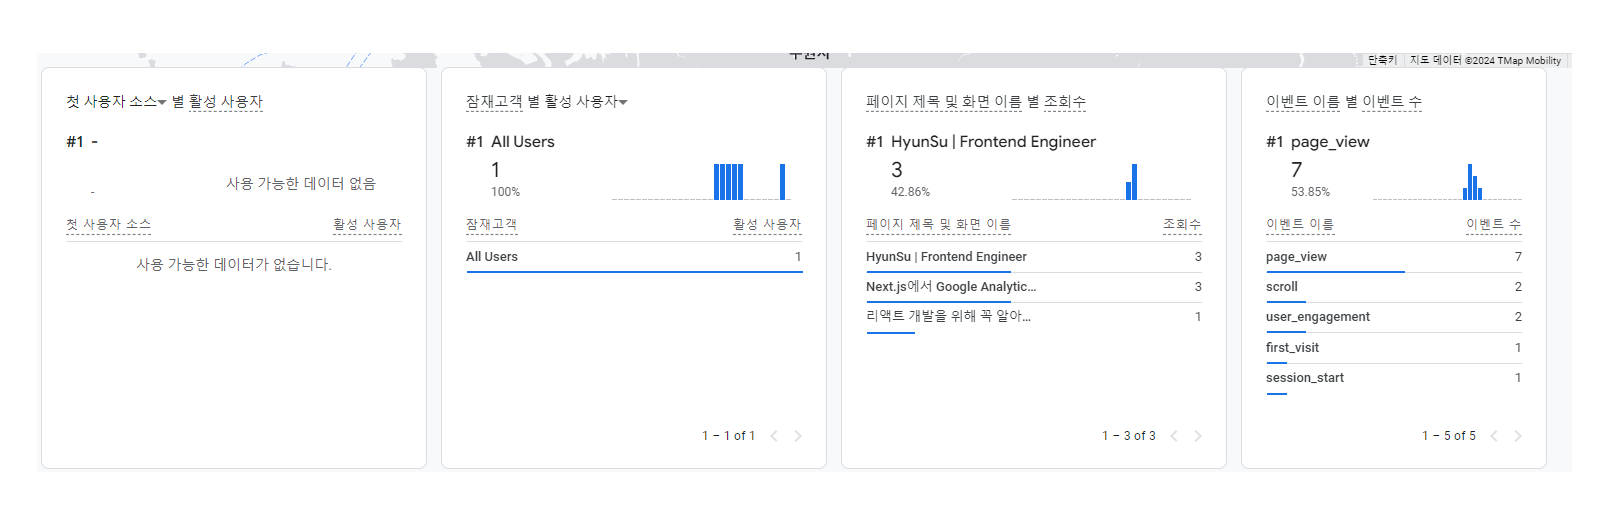 단축키 지도 데이터 ©2024 TMap Mobility
첫 사용자 소스 별 활성 사용자
#1 -
-
사용 가능한 데이터 없음
첫 사용자 소스 활성 사용자
사용 가능한 데이터가 없습니다.
잠재고객 별 활성 사용자
#1 All Users
1
100%
잠재고객 활성 사용자
All Users 1
1 – 1 of 1
페이지 제목 및 화면 이름 별 조회수
#1 HyunSu | Frontend Engineer
3
42.86%
페이지 제목 및 화면 이름 조회수
HyunSu | Frontend Engineer 3
Next.js에서 Google Analytic... 3
리액트 개발을 위해 꼭 알아... 1
1 – 3 of 3
이벤트 이름 별 이벤트 수
#1 page_view
7
53.85%
이벤트 이름 이벤트 수
page_view 7
scroll 2
user_engagement 2
first_visit 1
session_start 1
1 – 5 of 5